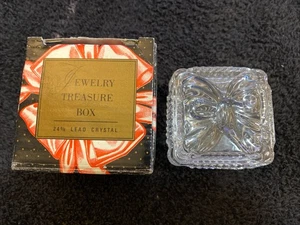 JEWELRY
TREASURE
BOX
24% LEAD CRYSTAL